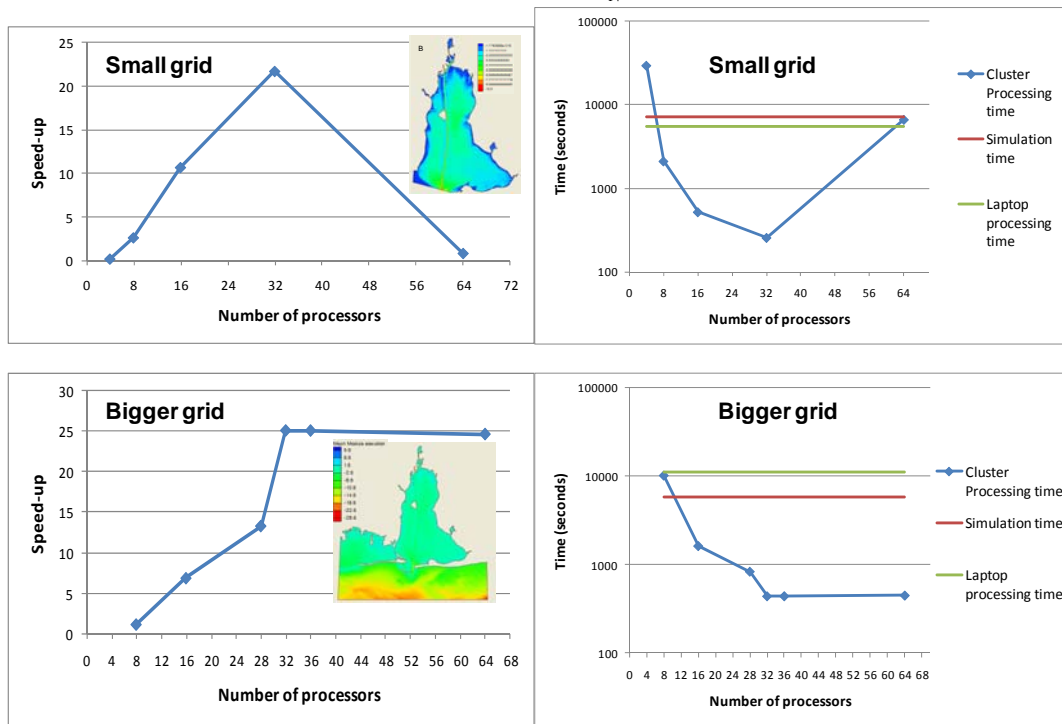 Small grid
25
20
15
10
5
0
Speed-up
0 8 16 24 32 40 48 56 64 72
Number of processors
B
Small grid
100000
10000
1000
100
Time (seconds)
0 8 16 24 32 40 48 56 64
Number of processors
Cluster
Processing
time
Simulation
time
Laptop
processing
time
Bigger grid
30
25
20
15
10
5
0
Speed-up
0 4 8 12 16 20 24 28 32 36 40 44 48 52 56 60 64 68
Number of processors
Bigger grid
100000
10000
1000
100
Time (seconds)
0 4 8 12 16 20 24 28 32 36 40 44 48 52 56 60 64 68
Number of processors
Cluster
Processing time
Simulation time
Laptop
processing time